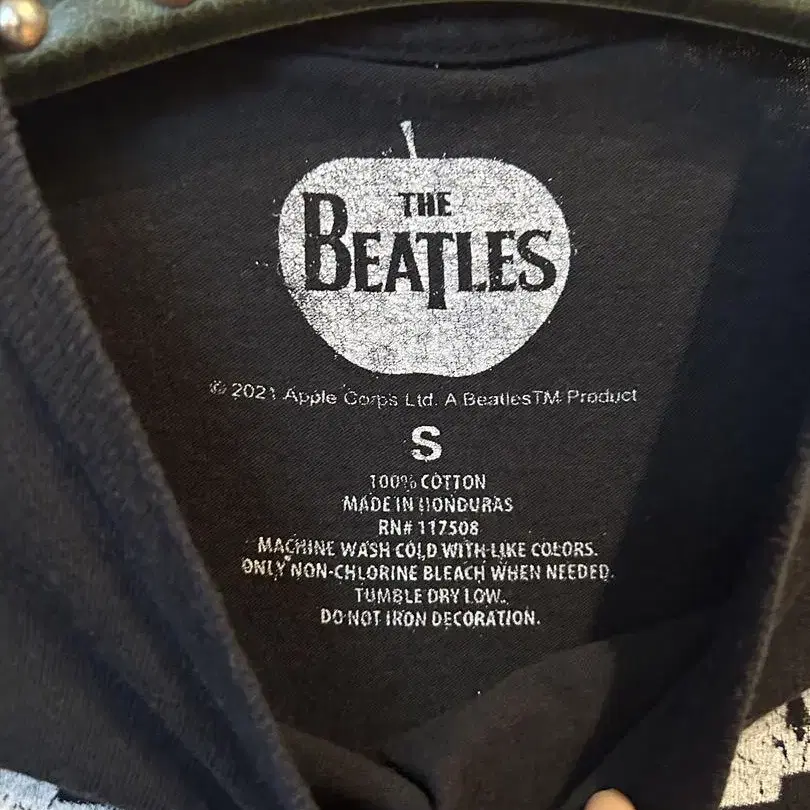 THE
BEATLES
© 2021 Apple Corps Ltd. A Beatles™ Product
S
100% COTTON
MADE IN HONDURAS
RN# 117508
MACHINE WASH COLD WITH LIKE COLORS.
ONLY NON-CHLORINE BLEACH WHEN NEEDED.
TUMBLE DRY LOW.
DO NOT IRON DECORATION.